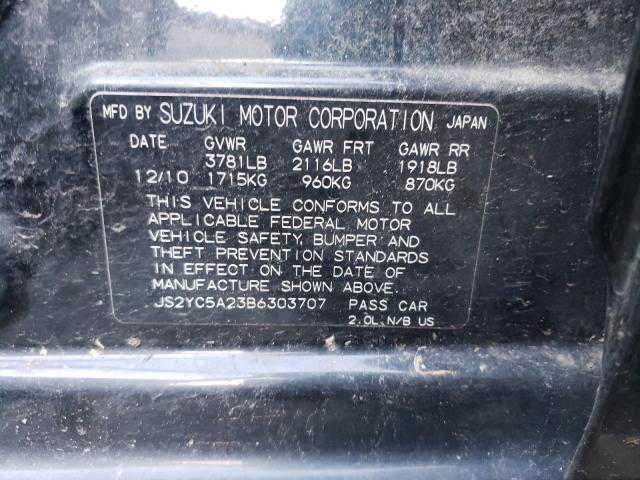 MFD BY SUZUKI MOTOR CORPORATION JAPAN
DATE GVWR GAWR FRT GAWR RR
3781LB 2116LB 1918LB
12/10 1715KG 960KG 870KG
THIS VEHICLE CONFORMS TO ALL
APPLICABLE FEDERAL MOTOR
VEHICLE SAFETY, BUMPER AND
THEFT PREVENTION STANDARDS
IN EFFECT ON THE DATE OF
MANUFACTURE SHOWN ABOVE.
JS2YC5A23B6303707 PASS CAR
2.0L, N/B US